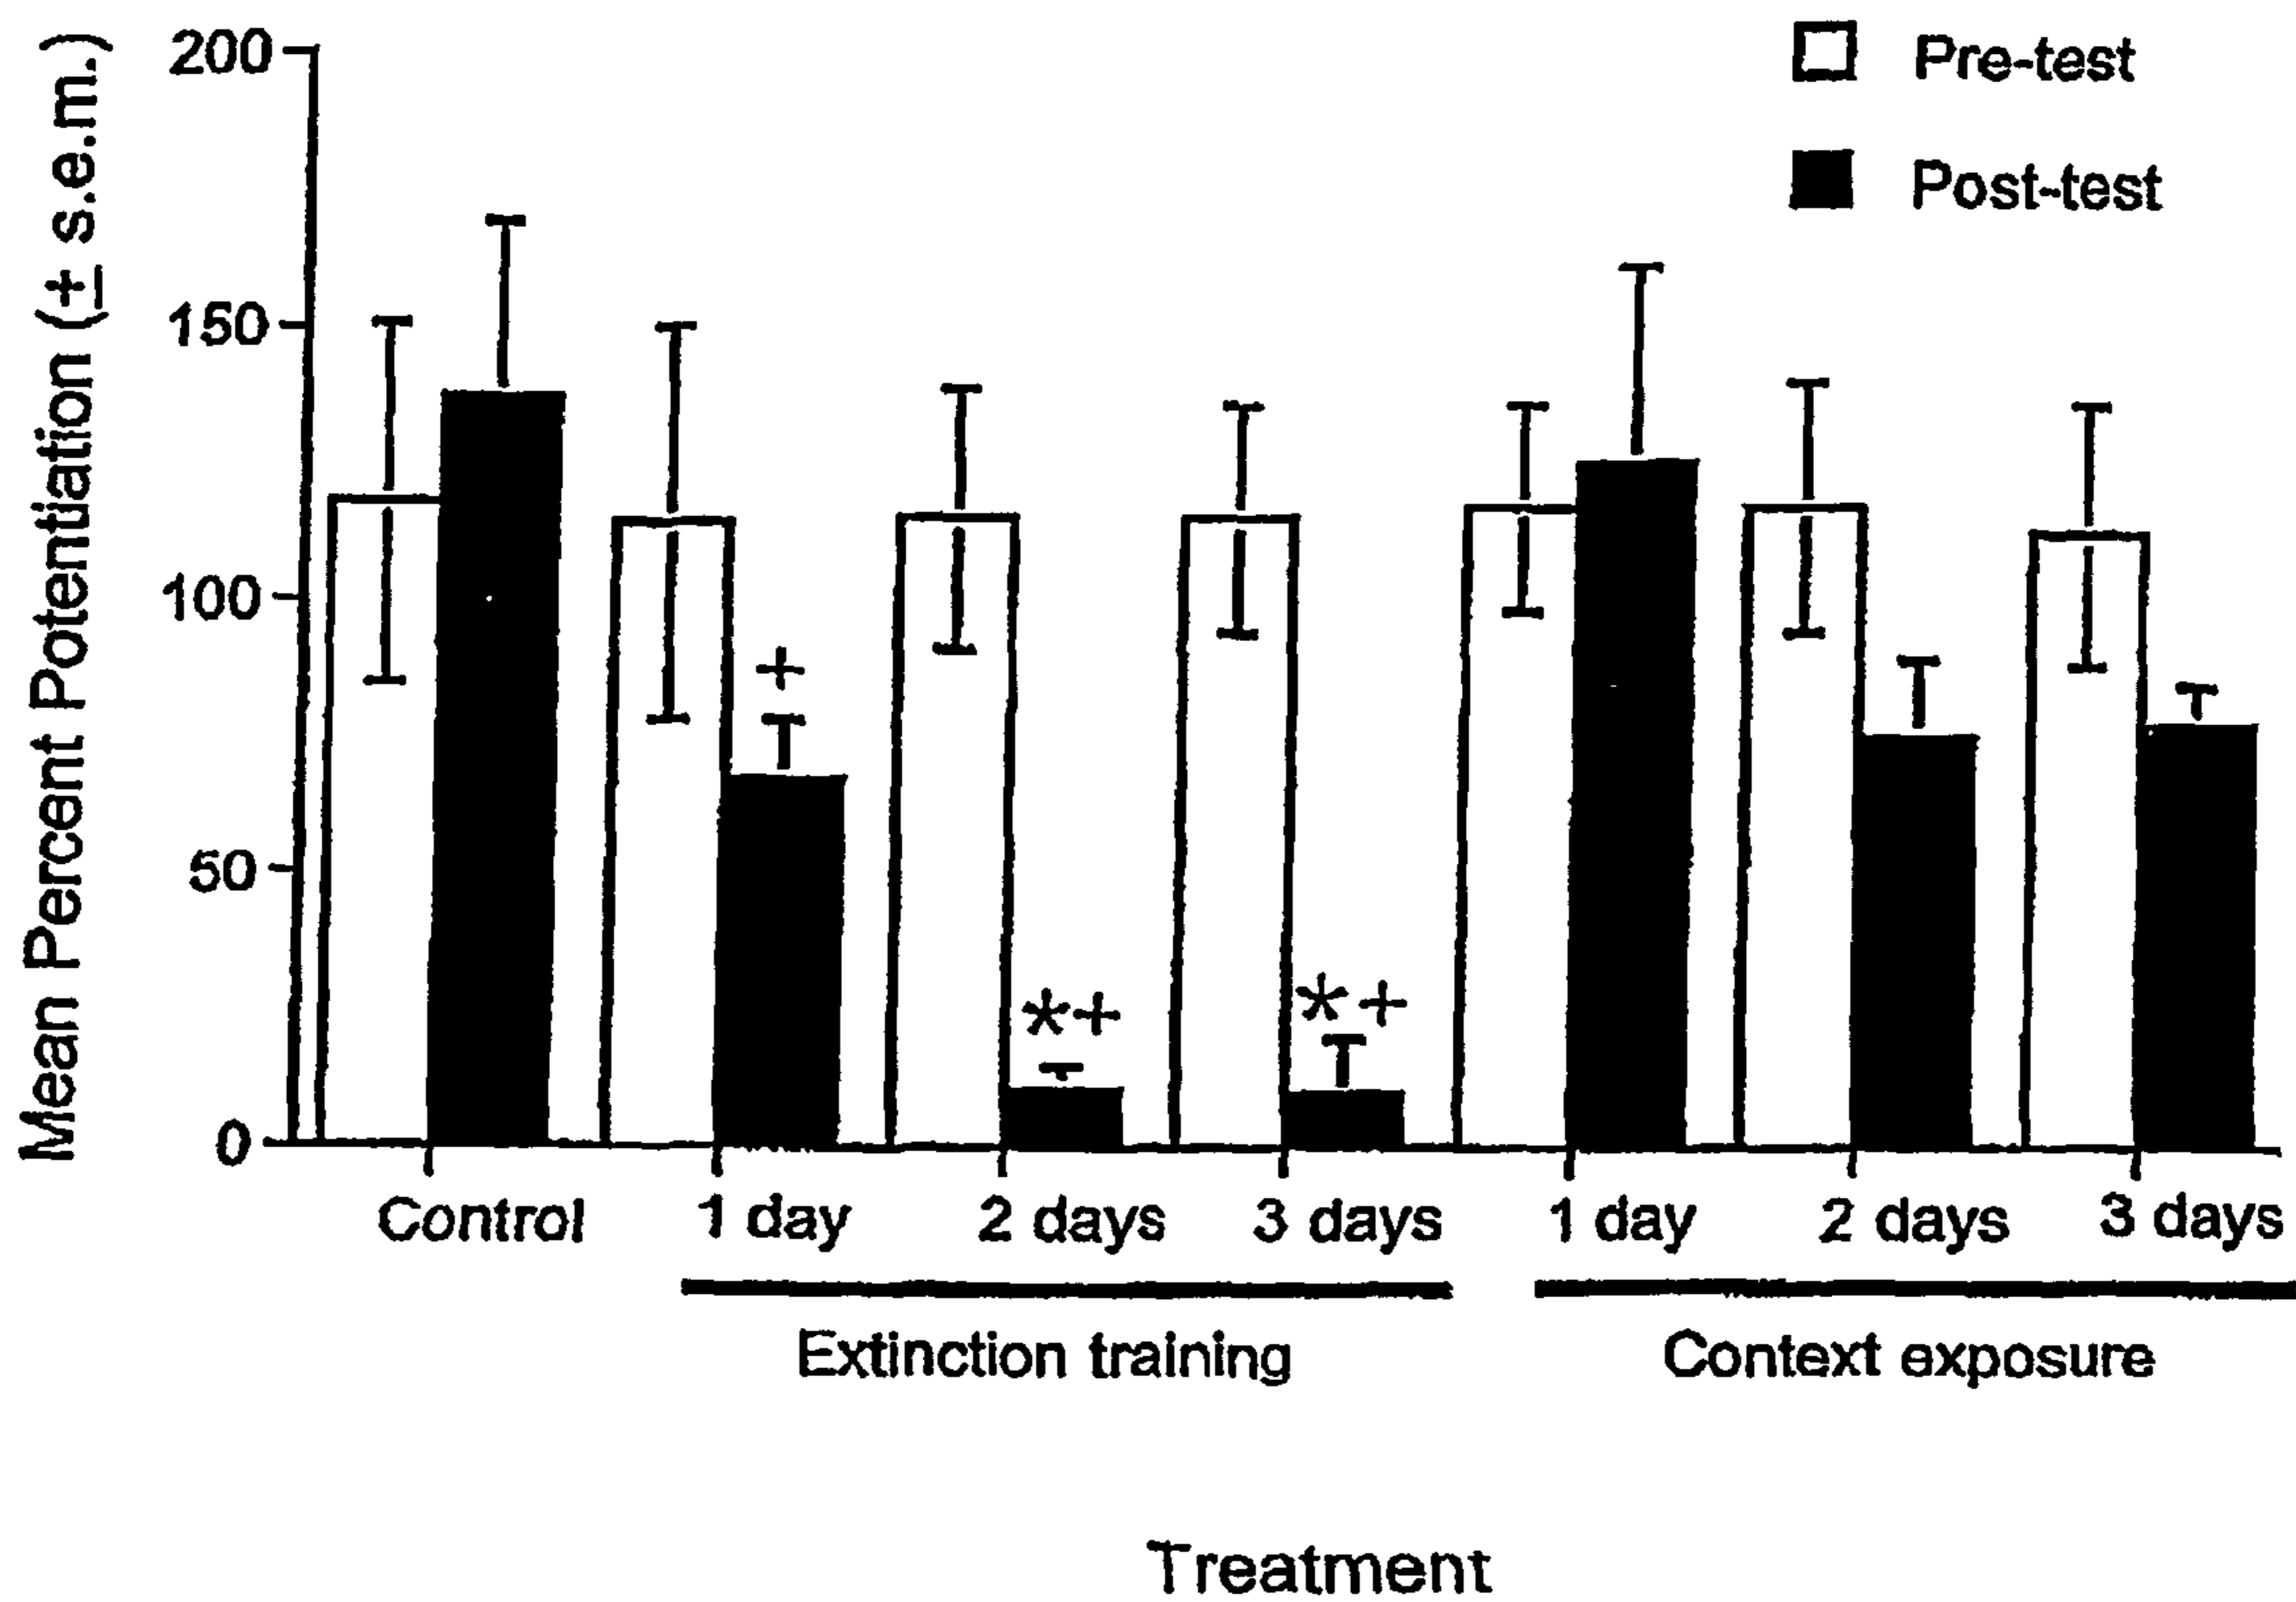 Mean Percent Potentiation (± s.e.m.)
200
150
100
50
0
Pre-test
Post-test
+
*+
*+
Control 1 day 2 days 3 days 1 day 2 days 3 days
Extinction training Context exposure
Treatment